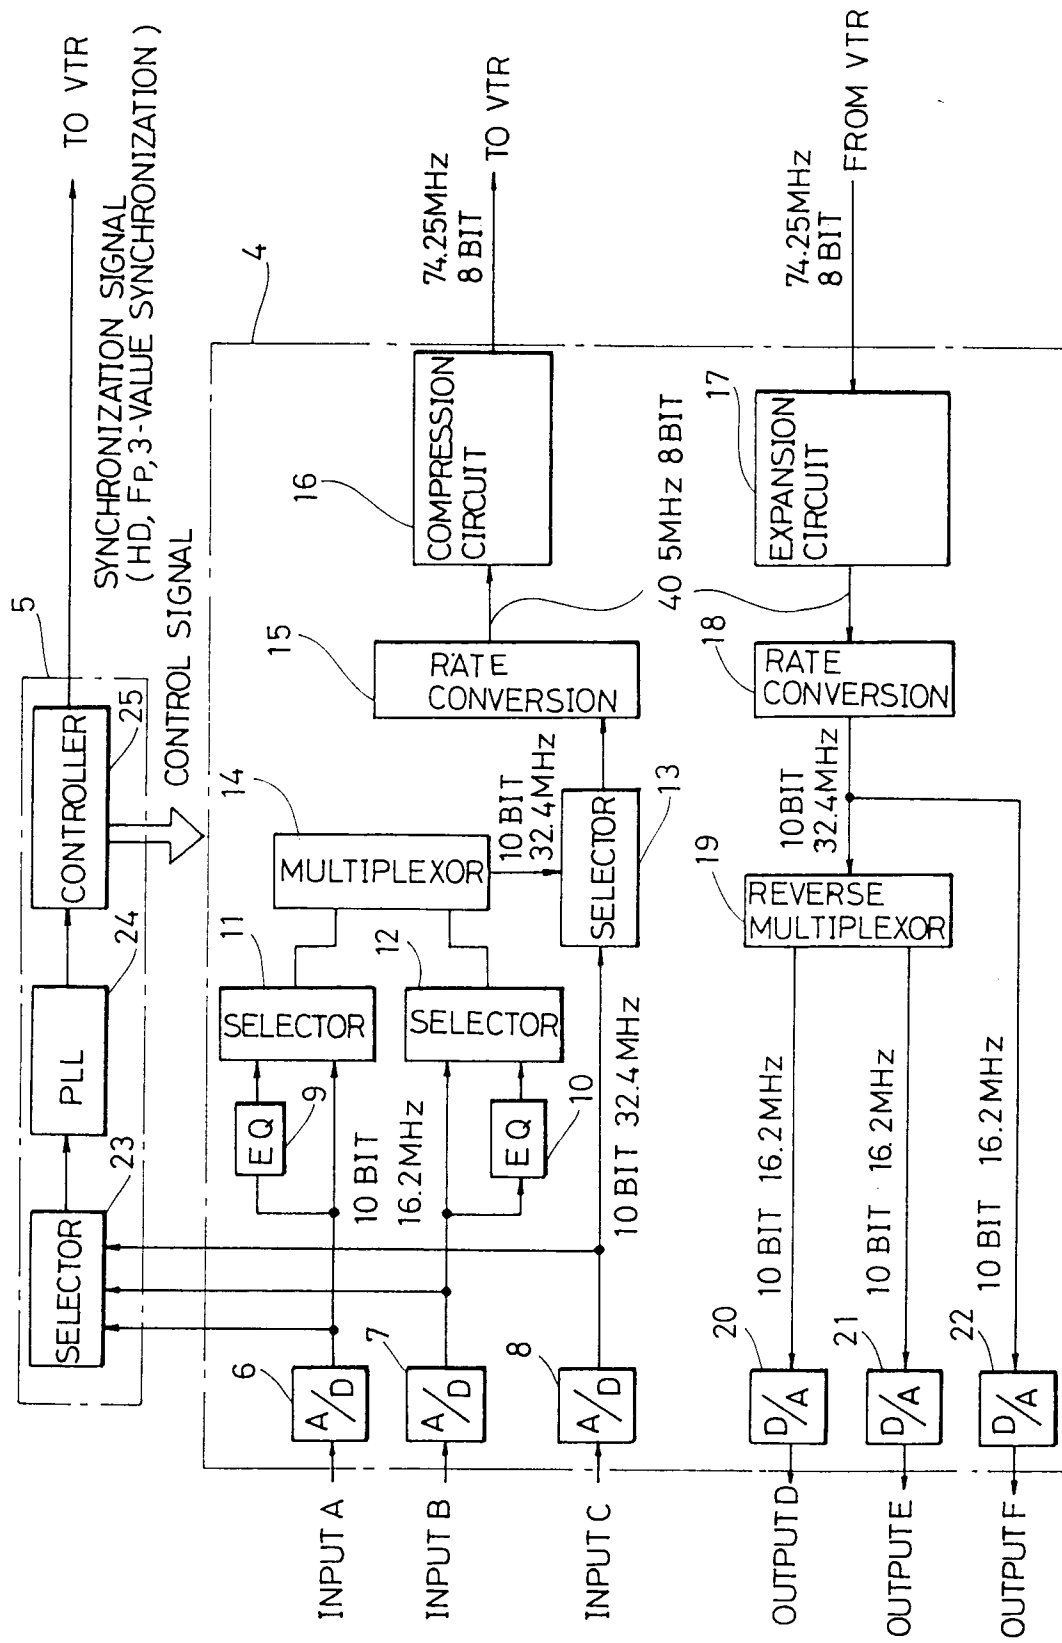 TO VTR
SYNCHRONIZATION SIGNAL
(HD, FP, 3-VALUE SYNCHRONIZATION)
5
SELECTOR
23
PLL
24
CONTROLLER
25
CONTROL SIGNAL
4
INPUT A
6
A/D
EQ
9
10 BIT
16.2MHz
SELECTOR
11
INPUT B
7
A/D
EQ
10
SELECTOR
12
MULTIPLEXOR
14
10 BIT
32.4MHz
INPUT C
8
A/D
10 BIT 32.4MHz
SELECTOR
13
RATE
CONVERSION
15
COMPRESSION
CIRCUIT
16
74.25MHz
8 BIT
TO VTR
40 5MHz 8BIT
FROM VTR
74.25MHz
8 BIT
EXPANSION
CIRCUIT
17
RATE
CONVERSION
18
10BIT
32.4MHz
REVERSE
MULTIPLEXOR
19
10 BIT 16.2MHz
20
D/A
OUTPUT D
10 BIT 16.2MHz
21
D/A
OUTPUT E
10 BIT 16.2MHz
22
D/A
OUTPUT F